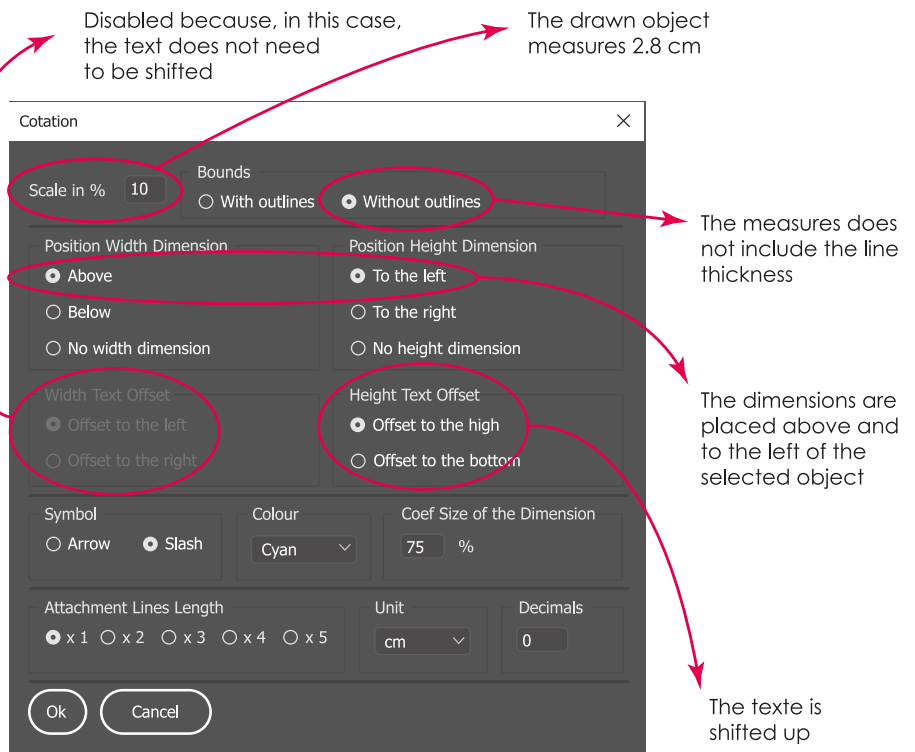 Disabled because, in this case,
the text does not need
to be shifted
The drawn object
measures 2.8 cm
Cotation
Scale in % 10
Bounds
With outlines Without outlines
The measures does
not include the line
thickness
Position Width Dimension
Above
Below
No width dimension
Position Height Dimension
To the left
To the right
No height dimension
The dimensions are
placed above and
to the left of the
selected object
Width Text Offset
Offset to the left
Offset to the right
Height Text Offset
Offset to the high
Offset to the bottom
Symbol
Arrow Slash
Colour
Cyan
Coef Size of the Dimension
75 %
Attachment Lines Length
x 1 x 2 x 3 x 4 x 5
Unit
cm
Decimals
0
Ok Cancel
The texte is
shifted up